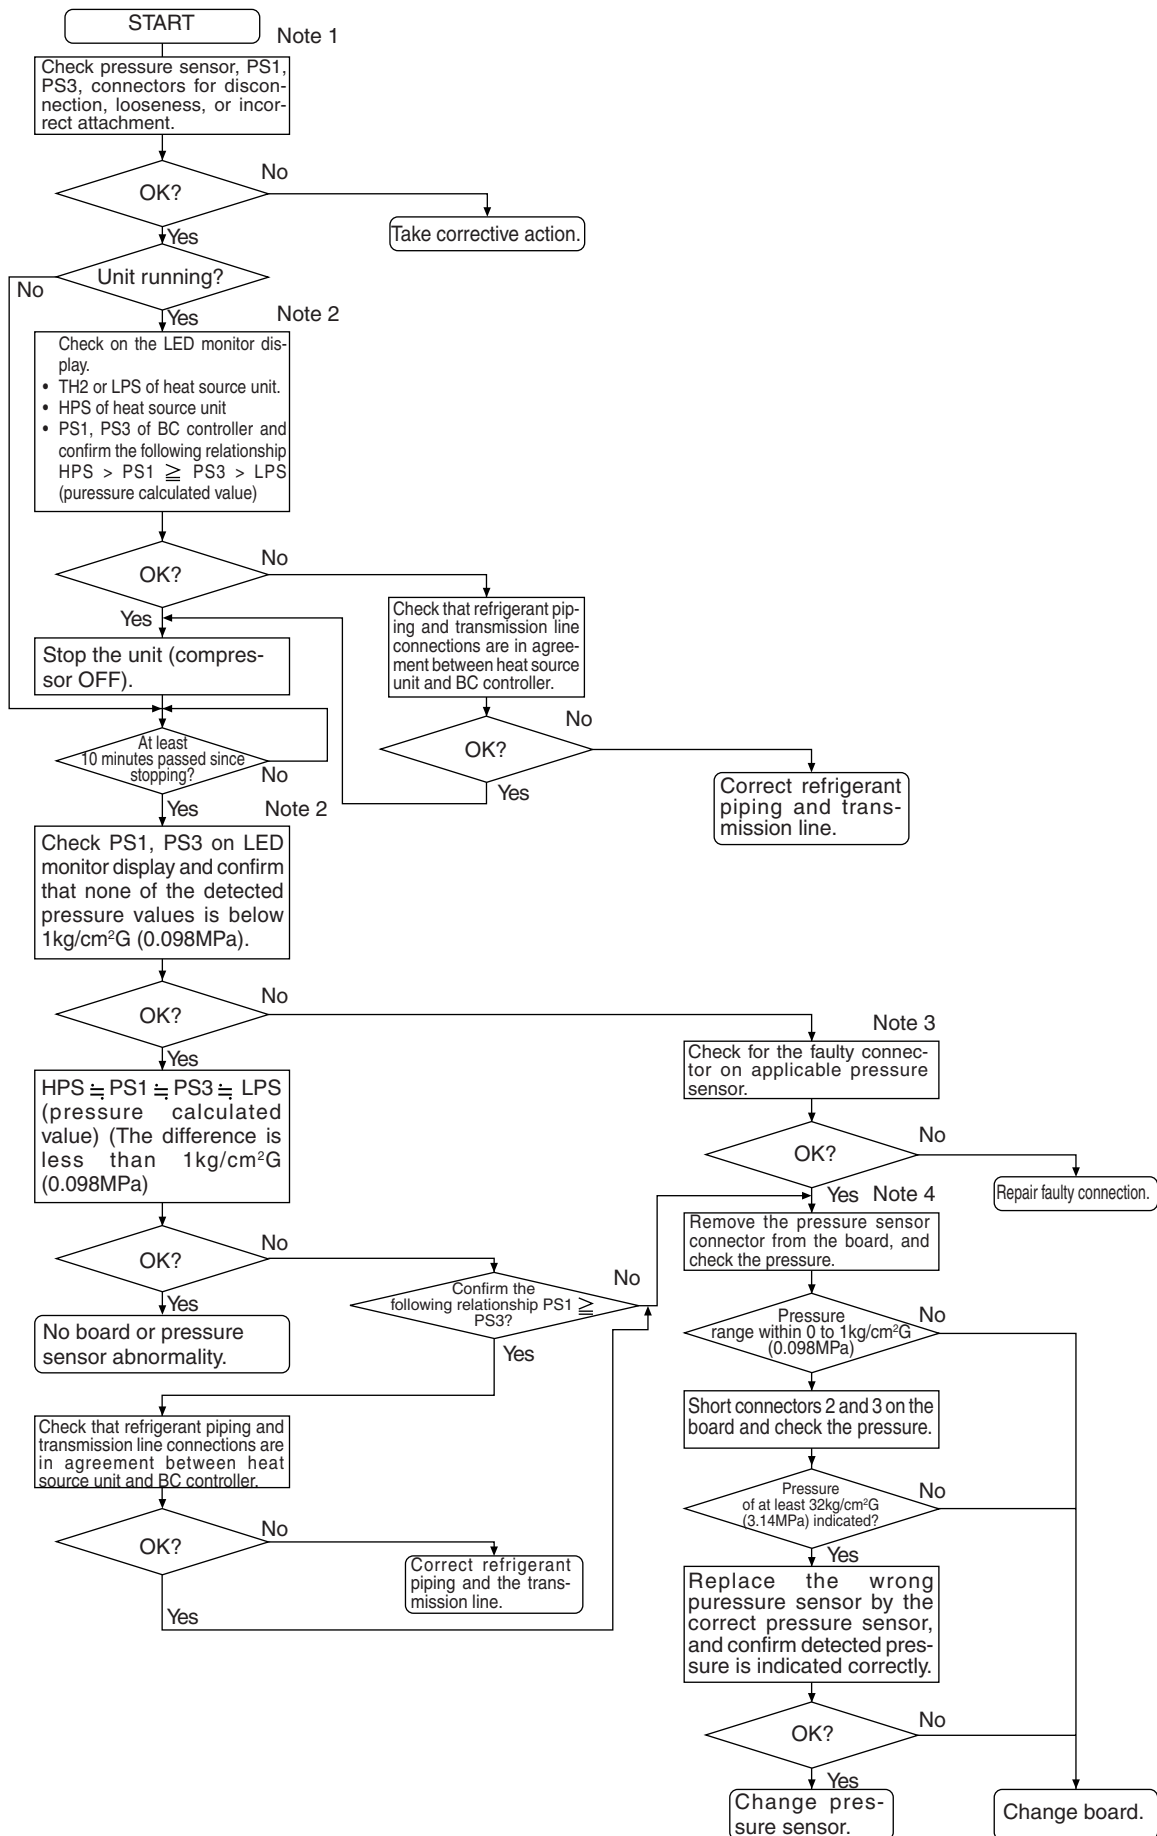 START
Note 1
Check pressure sensor, PS1,
PS3, connectors for discon-
nection, looseness, or incor-
rect attachment.
No
OK?
Take corrective action.
Yes
Unit running?
No
Yes
Note 2
Check on the LED monitor dis-
play.
• TH2 or LPS of heat source unit.
• HPS of heat source unit
• PS1, PS3 of BC controller and
confirm the following relationship
HPS > PS1 ≧ PS3 > LPS
(puressure calculated value)
No
OK?
Yes
Check that refrigerant pip-
ing and transmission line
connections are in agree-
ment between heat source
unit and BC controller.
Stop the unit (compres-
sor OFF).
No
OK?
Yes
Correct refrigerant
piping and trans-
mission line.
At least
10 minutes passed since
stopping?
No
Yes
Note 2
Check PS1, PS3 on LED
monitor display and confirm
that none of the detected
pressure values is below
1kg/cm²G (0.098MPa).
No
OK?
Yes
Note 3
Check for the faulty connec-
tor on applicable pressure
sensor.
HPS ≒ PS1 ≒ PS3 ≒ LPS
(pressure calculated
value) (The difference is
less than 1kg/cm²G
(0.098MPa)
No
OK?
Repair faulty connection.
Yes
Note 4
Remove the pressure sensor
connector from the board, and
check the pressure.
No
OK?
Yes
No board or pressure
sensor abnormality.
Confirm the
following relationship PS1 ≧
PS3?
No
Yes
Pressure
range within 0 to 1kg/cm²G
(0.098MPa)
No
Yes
Short connectors 2 and 3 on the
board and check the pressure.
Check that refrigerant piping and
transmission line connections are
in agreement between heat
source unit and BC controller.
Pressure
of at least 32kg/cm²G
(3.14MPa) indicated?
No
Yes
No
OK?
Yes
Correct refrigerant
piping and the trans-
mission line.
Replace the wrong
puressure sensor by the
correct pressure sensor,
and confirm detected pres-
sure is indicated correctly.
No
OK?
Yes
Change pres-
sure sensor.
Change board.